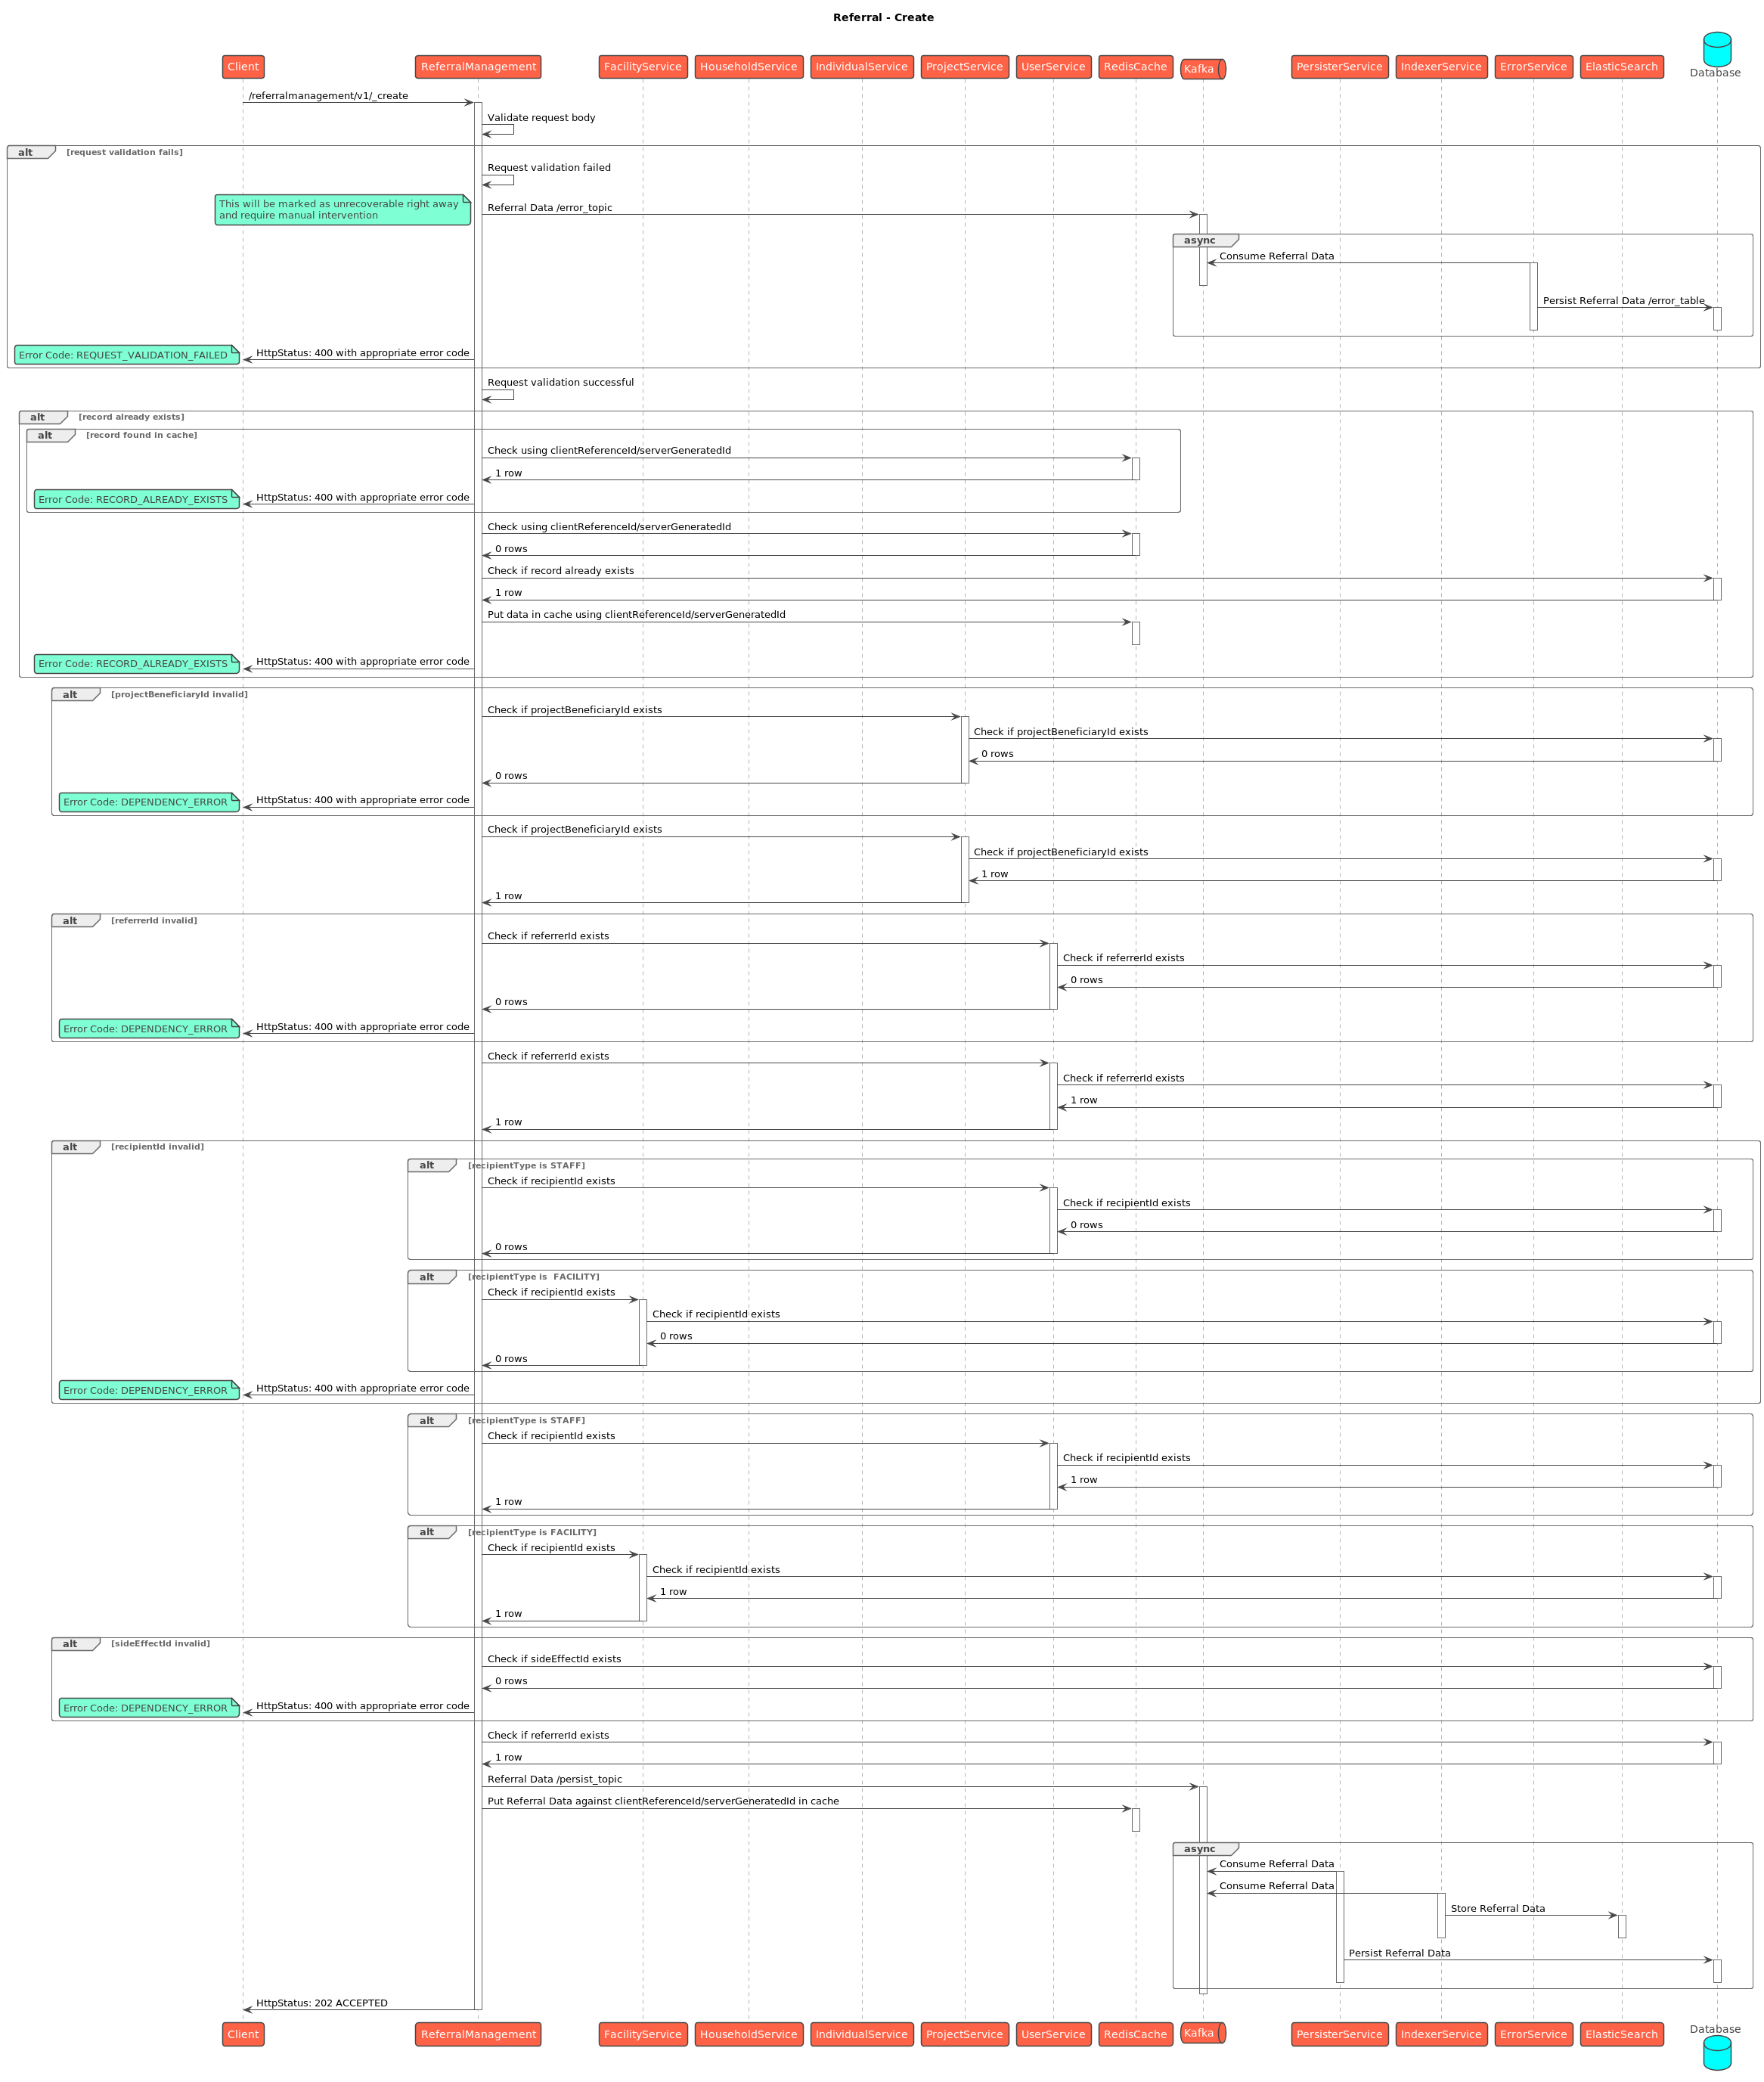 Referral - Create
Client
ReferralManagement
FacilityService
HouseholdService
IndividualService
ProjectService
UserService
RedisCache
Kafka
PersisterService
IndexerService
ErrorService
ElasticSearch
Database
/referralmanagement/v1/_create
Validate request body
alt [request validation fails]
Request validation failed
This will be marked as unrecoverable right away
and require manual intervention
Referral Data /error_topic
async
Consume Referral Data
Persist Referral Data /error_table
Error Code: REQUEST_VALIDATION_FAILED
HttpStatus: 400 with appropriate error code
Request validation successful
alt [record already exists]
alt [record found in cache]
Check using clientReferenceId/serverGeneratedId
1 row
Error Code: RECORD_ALREADY_EXISTS
HttpStatus: 400 with appropriate error code
Check using clientReferenceId/serverGeneratedId
0 rows
Check if record already exists
1 row
Put data in cache using clientReferenceId/serverGeneratedId
Error Code: RECORD_ALREADY_EXISTS
HttpStatus: 400 with appropriate error code
alt [projectBeneficiaryId invalid]
Check if projectBeneficiaryId exists
Check if projectBeneficiaryId exists
0 rows
0 rows
Error Code: DEPENDENCY_ERROR
HttpStatus: 400 with appropriate error code
Check if projectBeneficiaryId exists
Check if projectBeneficiaryId exists
1 row
1 row
alt [referrerId invalid]
Check if referrerId exists
Check if referrerId exists
0 rows
0 rows
Error Code: DEPENDENCY_ERROR
HttpStatus: 400 with appropriate error code
Check if referrerId exists
Check if referrerId exists
1 row
1 row
alt [recipientId invalid]
alt [recipientType is STAFF]
Check if recipientId exists
Check if recipientId exists
0 rows
0 rows
alt [recipientType is  FACILITY]
Check if recipientId exists
Check if recipientId exists
0 rows
0 rows
Error Code: DEPENDENCY_ERROR
HttpStatus: 400 with appropriate error code
alt [recipientType is STAFF]
Check if recipientId exists
Check if recipientId exists
1 row
1 row
alt [recipientType is FACILITY]
Check if recipientId exists
Check if recipientId exists
1 row
1 row
alt [sideEffectId invalid]
Check if sideEffectId exists
0 rows
Error Code: DEPENDENCY_ERROR
HttpStatus: 400 with appropriate error code
Check if referrerId exists
1 row
Referral Data /persist_topic
Put Referral Data against clientReferenceId/serverGeneratedId in cache
async
Consume Referral Data
Consume Referral Data
Store Referral Data
Persist Referral Data
HttpStatus: 202 ACCEPTED
Client
ReferralManagement
FacilityService
HouseholdService
IndividualService
ProjectService
UserService
RedisCache
Kafka
PersisterService
IndexerService
ErrorService
ElasticSearch
Database